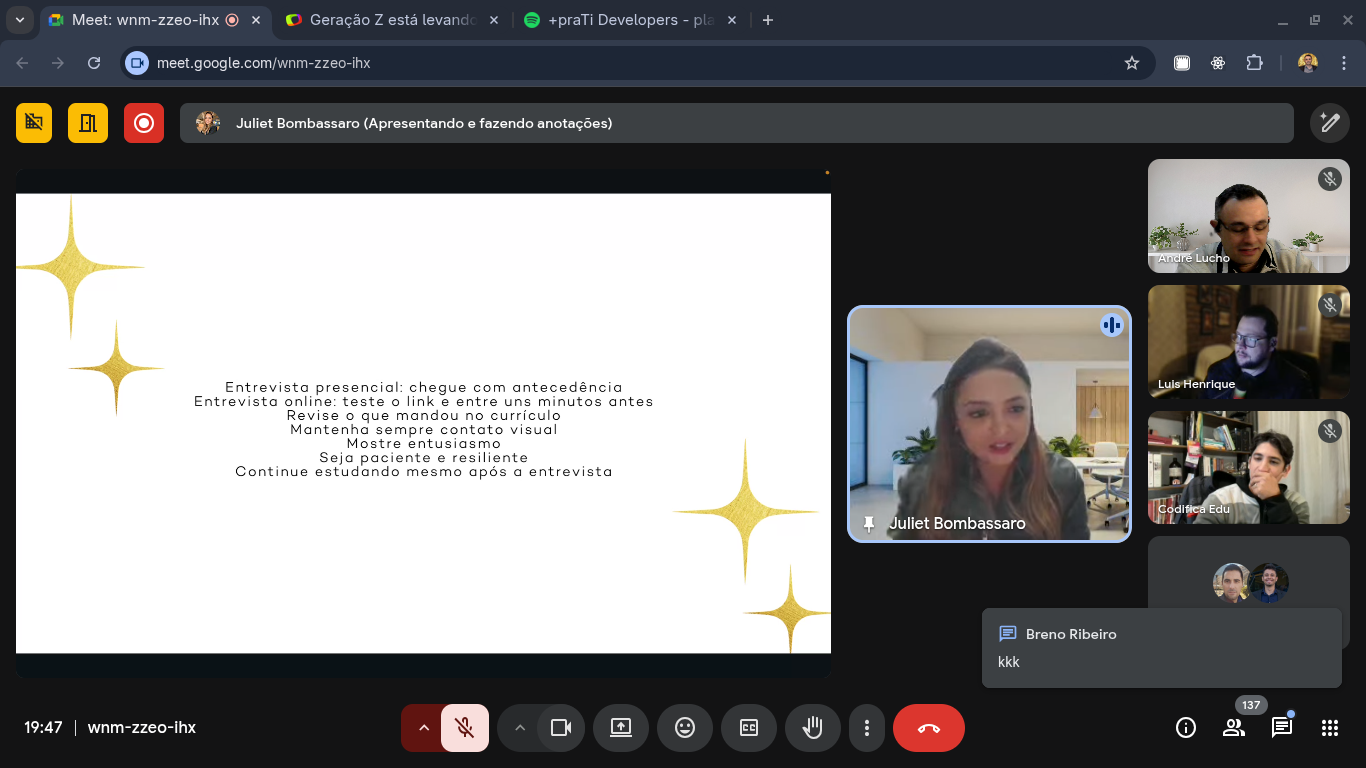 Meet: wnm-zzeo-ihx
Geração Z está levando
+praTi Developers - pla
meet.google.com/wnm-zzeo-ihx
Juliet Bombassaro (Apresentando e fazendo anotações)
Entrevista presencial: chegue com antecedência
Entrevista online: teste o link e entre uns minutos antes
Revise o que mandou no currículo
Mantenha sempre contato visual
Mostre entusiasmo
Seja paciente e resiliente
Continue estudando mesmo após a entrevista
Juliet Bombassaro
André Lucho
Luis Henrique
Codifica Edu
Breno Ribeiro
kkk
19:47 | wnm-zzeo-ihx
CC
137